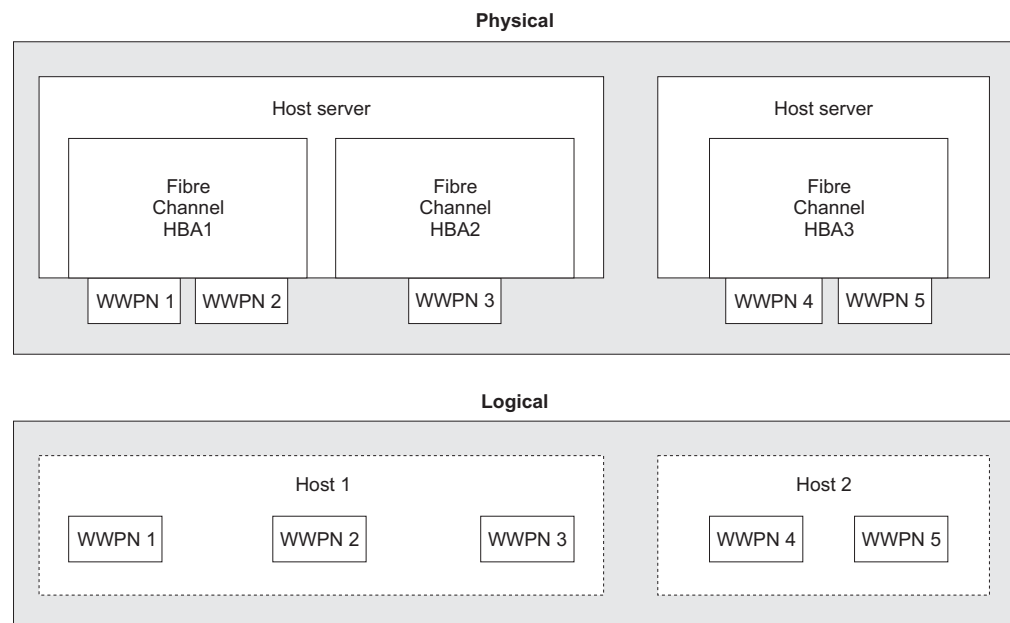 Physical
Host server
Host server
Fibre
Channel
HBA1
Fibre
Channel
HBA2
Fibre
Channel
HBA3
WWPN 1
WWPN 2
WWPN 3
WWPN 4
WWPN 5
Logical
Host 1
Host 2
WWPN 1
WWPN 2
WWPN 3
WWPN 4
WWPN 5